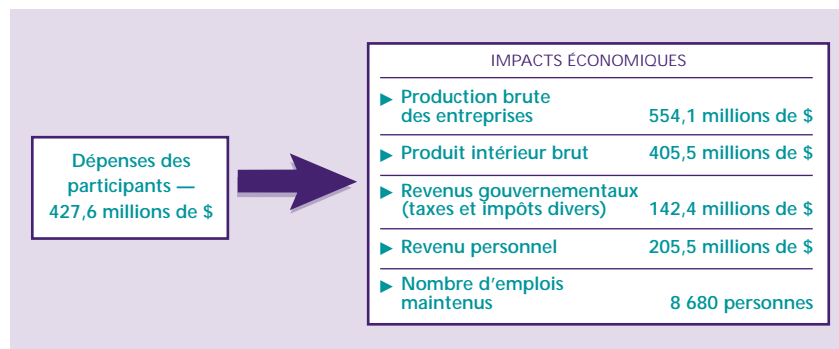 Dépenses des
participants —
427,6 millions de $
IMPACTS ÉCONOMIQUES
▶ Production brute
des entreprises 554,1 millions de $
▶ Produit intérieur brut 405,5 millions de $
▶ Revenus gouvernementaux
(taxes et impôts divers) 142,4 millions de $
▶ Revenu personnel 205,5 millions de $
▶ Nombre d'emplois
maintenus 8 680 personnes